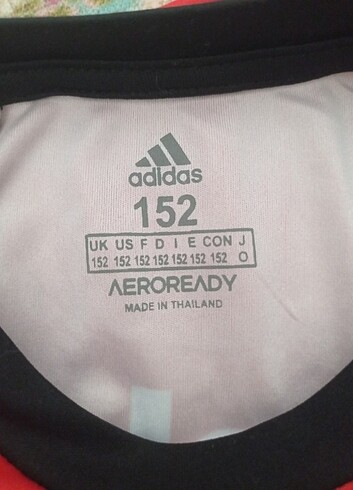 adidas
152
UK US F D I E CON J
152 152 152 152 152 152 152 O
AEROREADY
MADE IN THAILAND